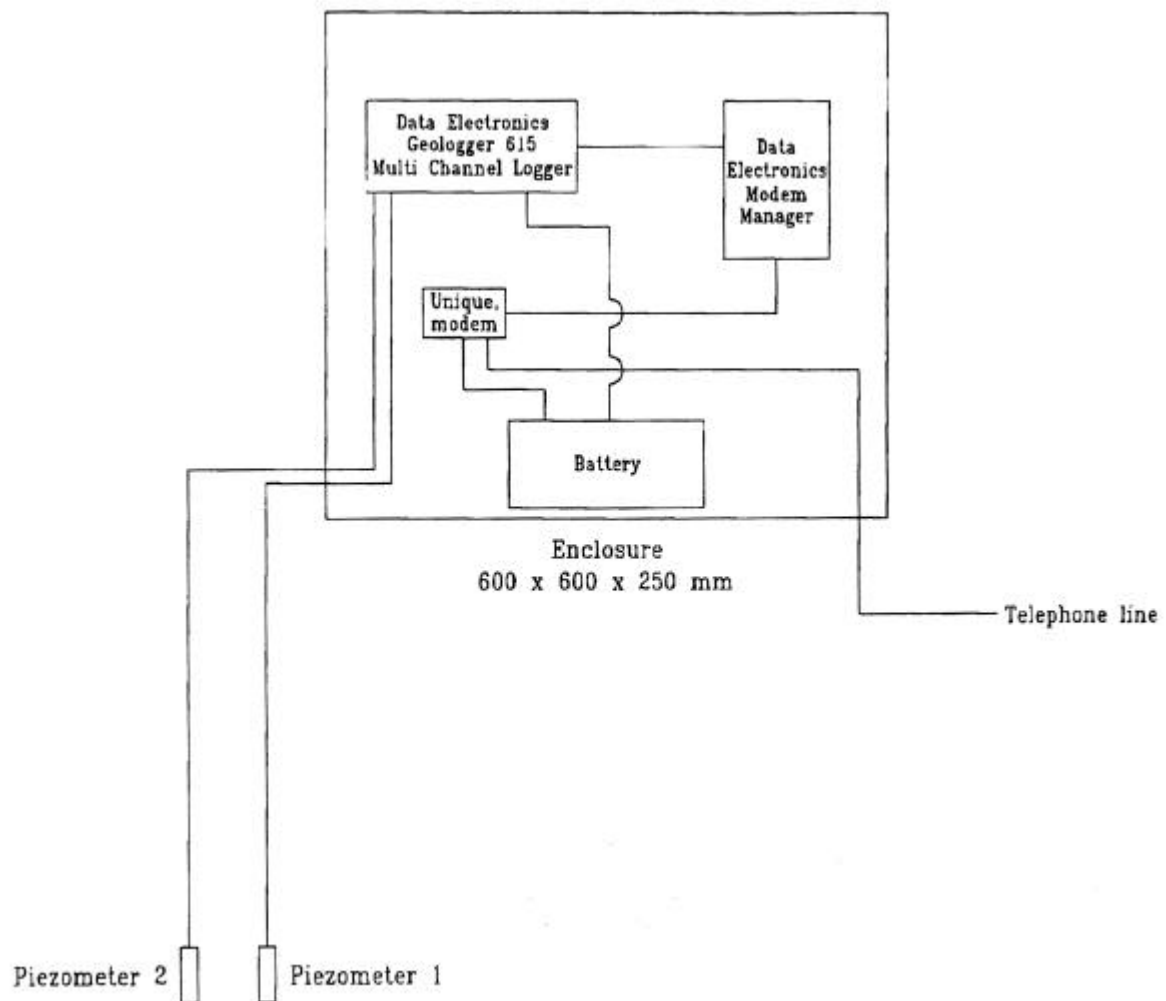 Data Electronics
Geologger 615
Multi Channel Logger
Data
Electronics
Modem
Manager
Unique,
modem
Battery
Enclosure
600 x 600 x 250 mm
Telephone line
Piezometer 2
Piezometer 1